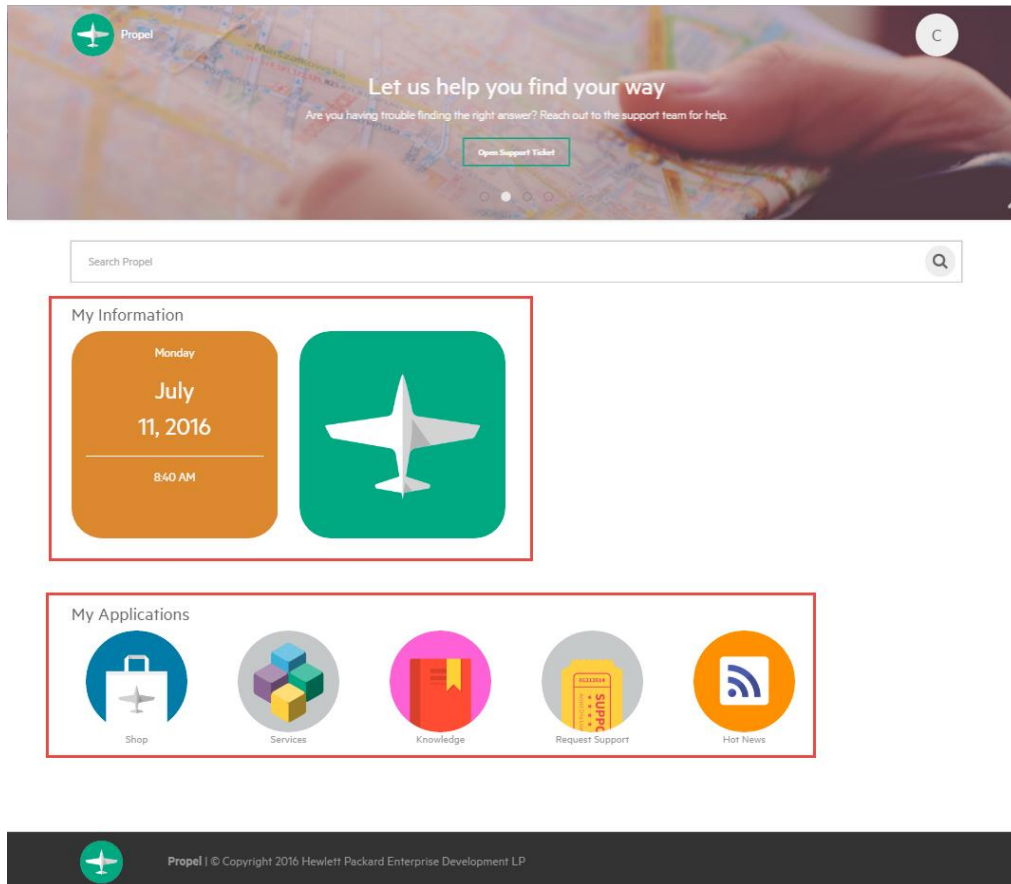 Propel
C
Let us help you find your way
Are you having trouble finding the right answer? Reach out to the support team for help.
Open Support Ticket
Search Propel
My Information
Monday
July
11, 2016
8:40 AM
My Applications
SUPPO
Shop
Services
Knowledge
Request Support
Hot News
Propel | © Copyright 2016 Hewlett Packard Enterprise Development LP